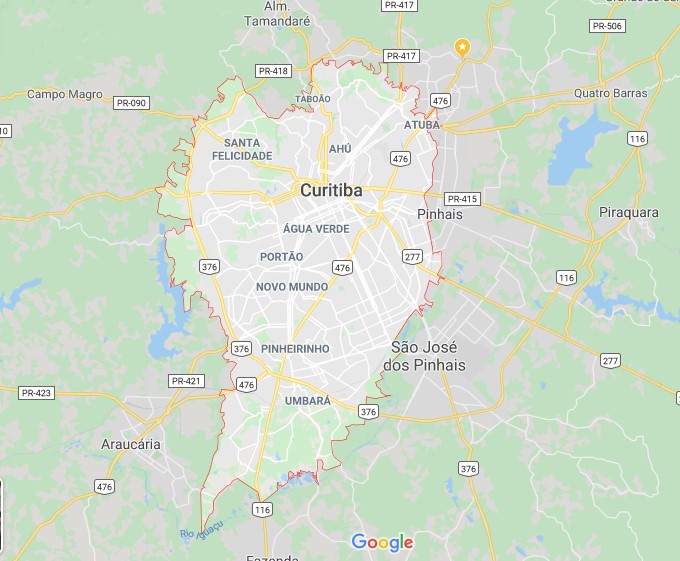 Alm.
Tamandaré
PR-417
PR-506
PR-417
PR-418
Campo Magro
PR-090
TABOÃO
476
Quatro Barras
ATUBA
116
SANTA
FELICIDADE
AHÚ
476
Curitiba
PR-415
Pinhais
Piraquara
ÁGUA VERDE
PORTÃO
376
476
277
116
NOVO MUNDO
376
PINHEIRINHO
São José
dos Pinhais
277
PR-421
476
PR-423
UMBARÁ
376
Araucária
376
476
116
Rio Iguaçu
Google
Fazenda